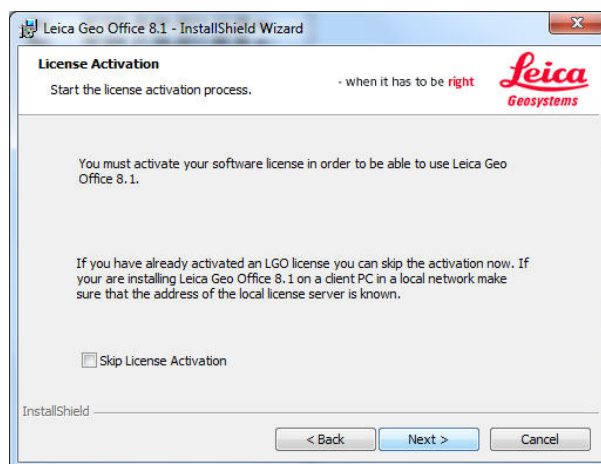 Leica Geo Office 8.1 - InstallShield Wizard
License Activation
Start the license activation process.
- when it has to be right
Leica
Geosystems
You must activate your software license in order to be able to use Leica Geo
Office 8.1.
If you have already activated an LGO license you can skip the activation now. If
your are installing Leica Geo Office 8.1 on a client PC in a local network make
sure that the address of the local license server is known.
Skip License Activation
InstallShield
< Back
Next >
Cancel